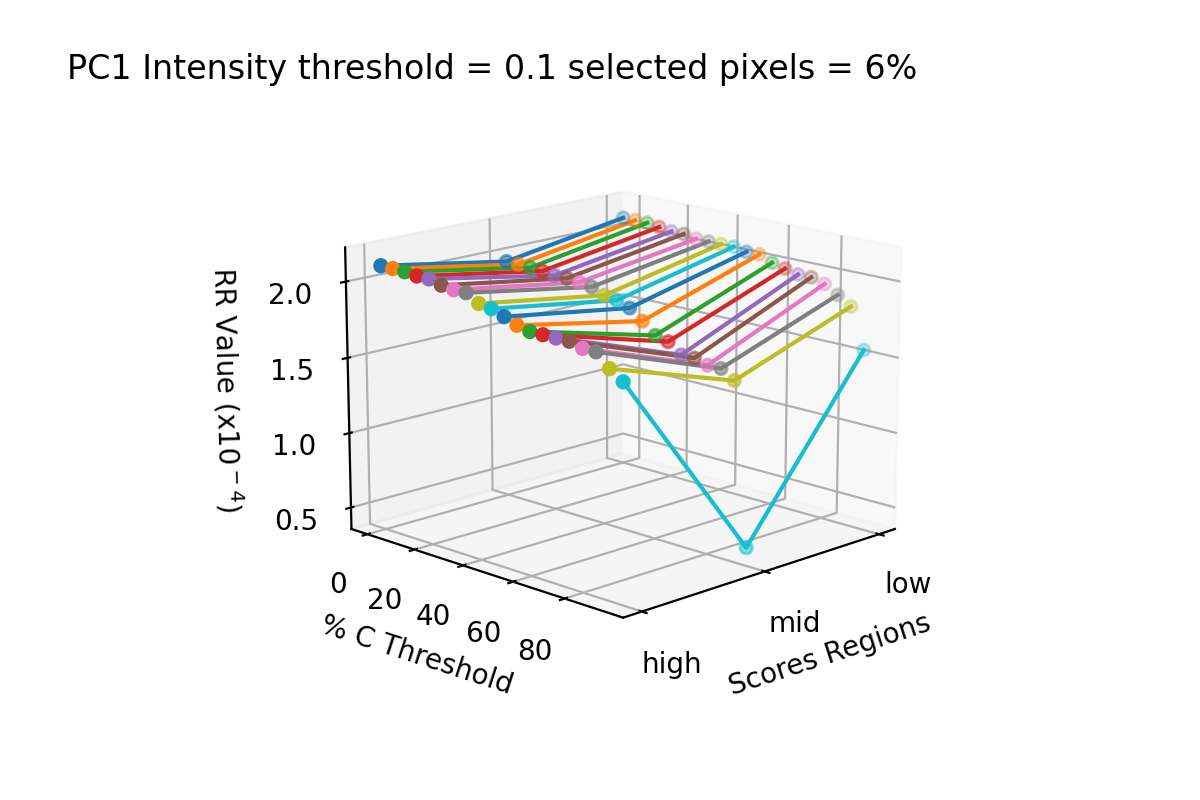 PC1 Intensity threshold = 0.1 selected pixels = 6%
RR Value (x10⁻⁴)
2.0
1.5
1.0
0.5
0
20
40
60
80
% C Threshold
high
mid
low
Scores Regions